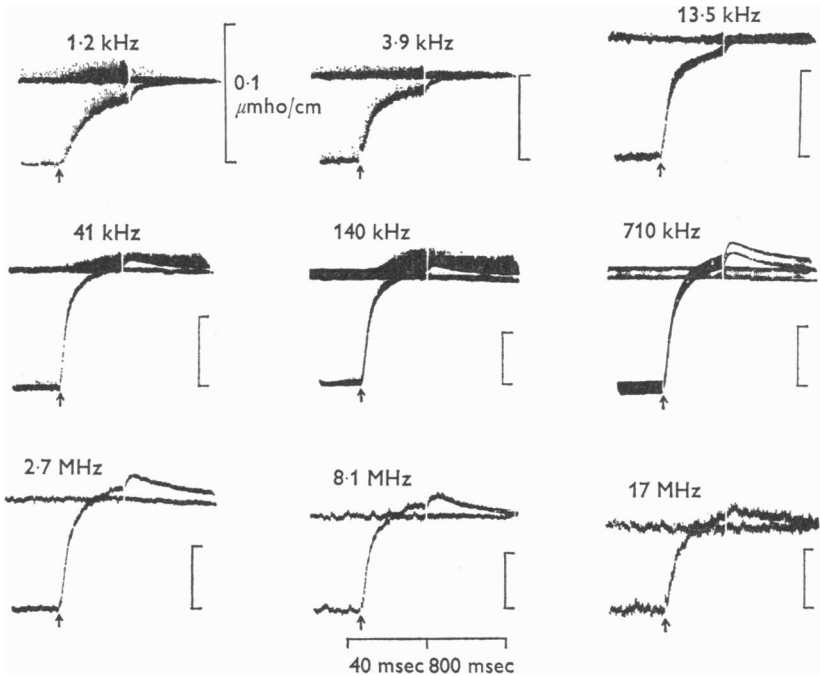 1·2 kHz
3·9 kHz
13·5 kHz
0·1
μmho/cm
41 kHz
140 kHz
710 kHz
2·7 MHz
8·1 MHz
17 MHz
40 msec 800 msec